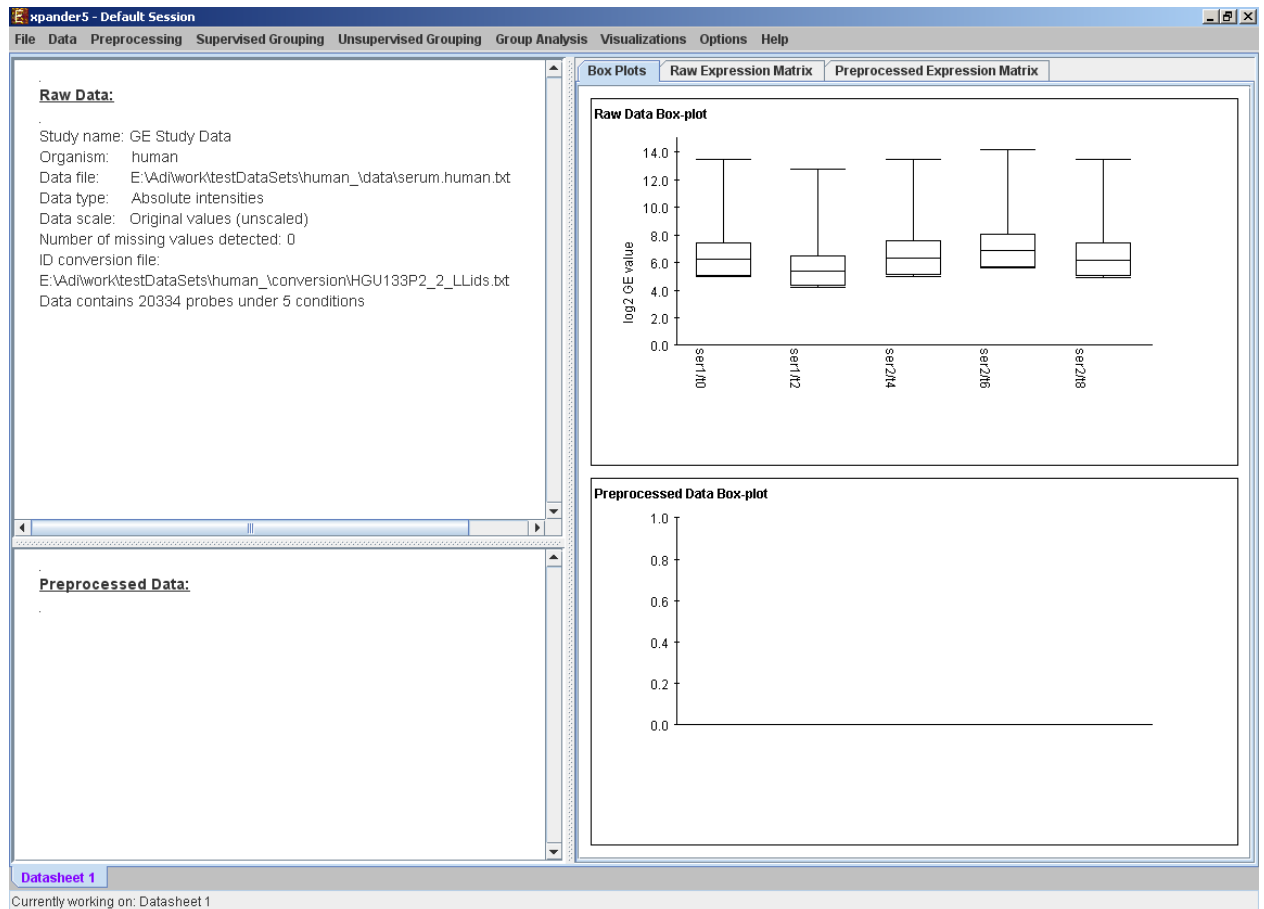 xpander5 - Default Session
File Data Preprocessing Supervised Grouping Unsupervised Grouping Group Analysis Visualizations Options Help
Raw Data:
Study name: GE Study Data
Organism: human
Data file: E:\Adi\work\testDataSets\human_\data\serum.human.txt
Data type: Absolute intensities
Data scale: Original values (unscaled)
Number of missing values detected: 0
ID conversion file:
E:\Adi\work\testDataSets\human_\conversion\HGU133P2_2_LLids.txt
Data contains 20334 probes under 5 conditions
Preprocessed Data:
Box Plots Raw Expression Matrix Preprocessed Expression Matrix
Raw Data Box-plot
log2 GE value
14.0
12.0
10.0
8.0
6.0
4.0
2.0
0.0
ser1/t0 ser1/t2 ser2/t4 ser2/t6 ser2/t8
Preprocessed Data Box-plot
1.0
0.8
0.6
0.4
0.2
0.0
Datasheet 1
Currently working on: Datasheet 1